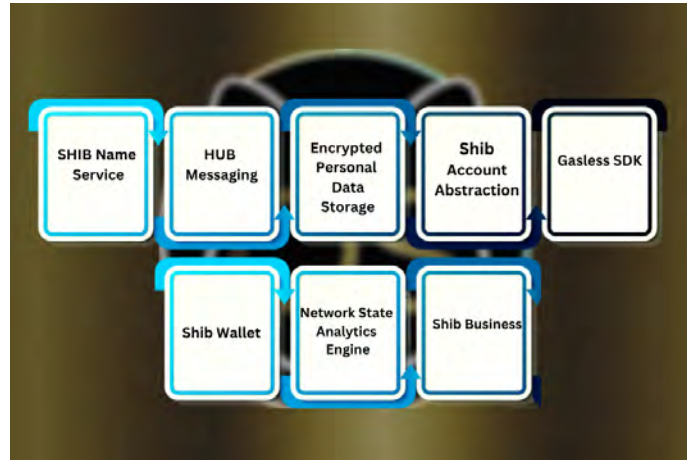 SHIB Name
Service
HUB
Messaging
Encrypted
Personal
Data
Storage
Shib
Account
Abstraction
Gasless SDK
Shib Wallet
Network State
Analytics
Engine
Shib Business